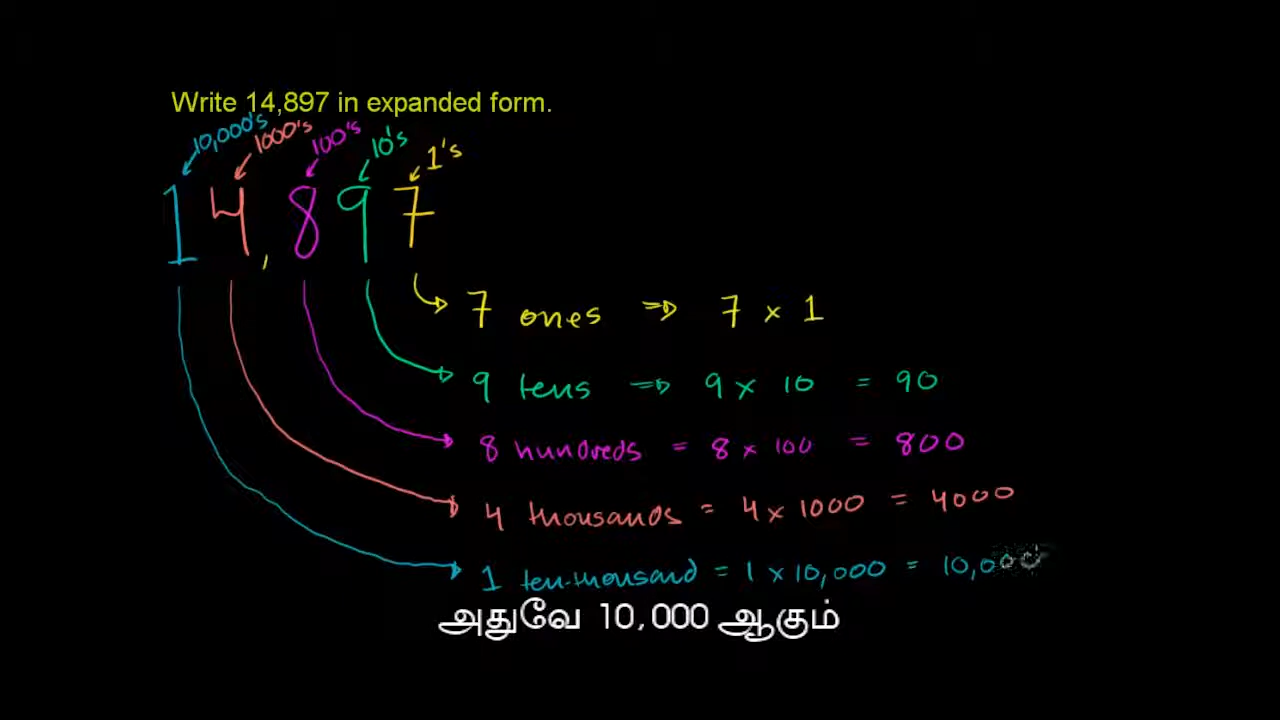 Write 14,897 in expanded form.
10,000's 1000's 100's 10's 1's
14,897
7 ones ⇒ 7 x 1
9 tens ⇒ 9 x 10 = 90
8 hundreds = 8 x 100 = 800
4 thousands = 4 x 1000 = 4000
1 ten-thousand = 1 x 10,000 = 10,000
அதுவே 10,000 ஆகும்